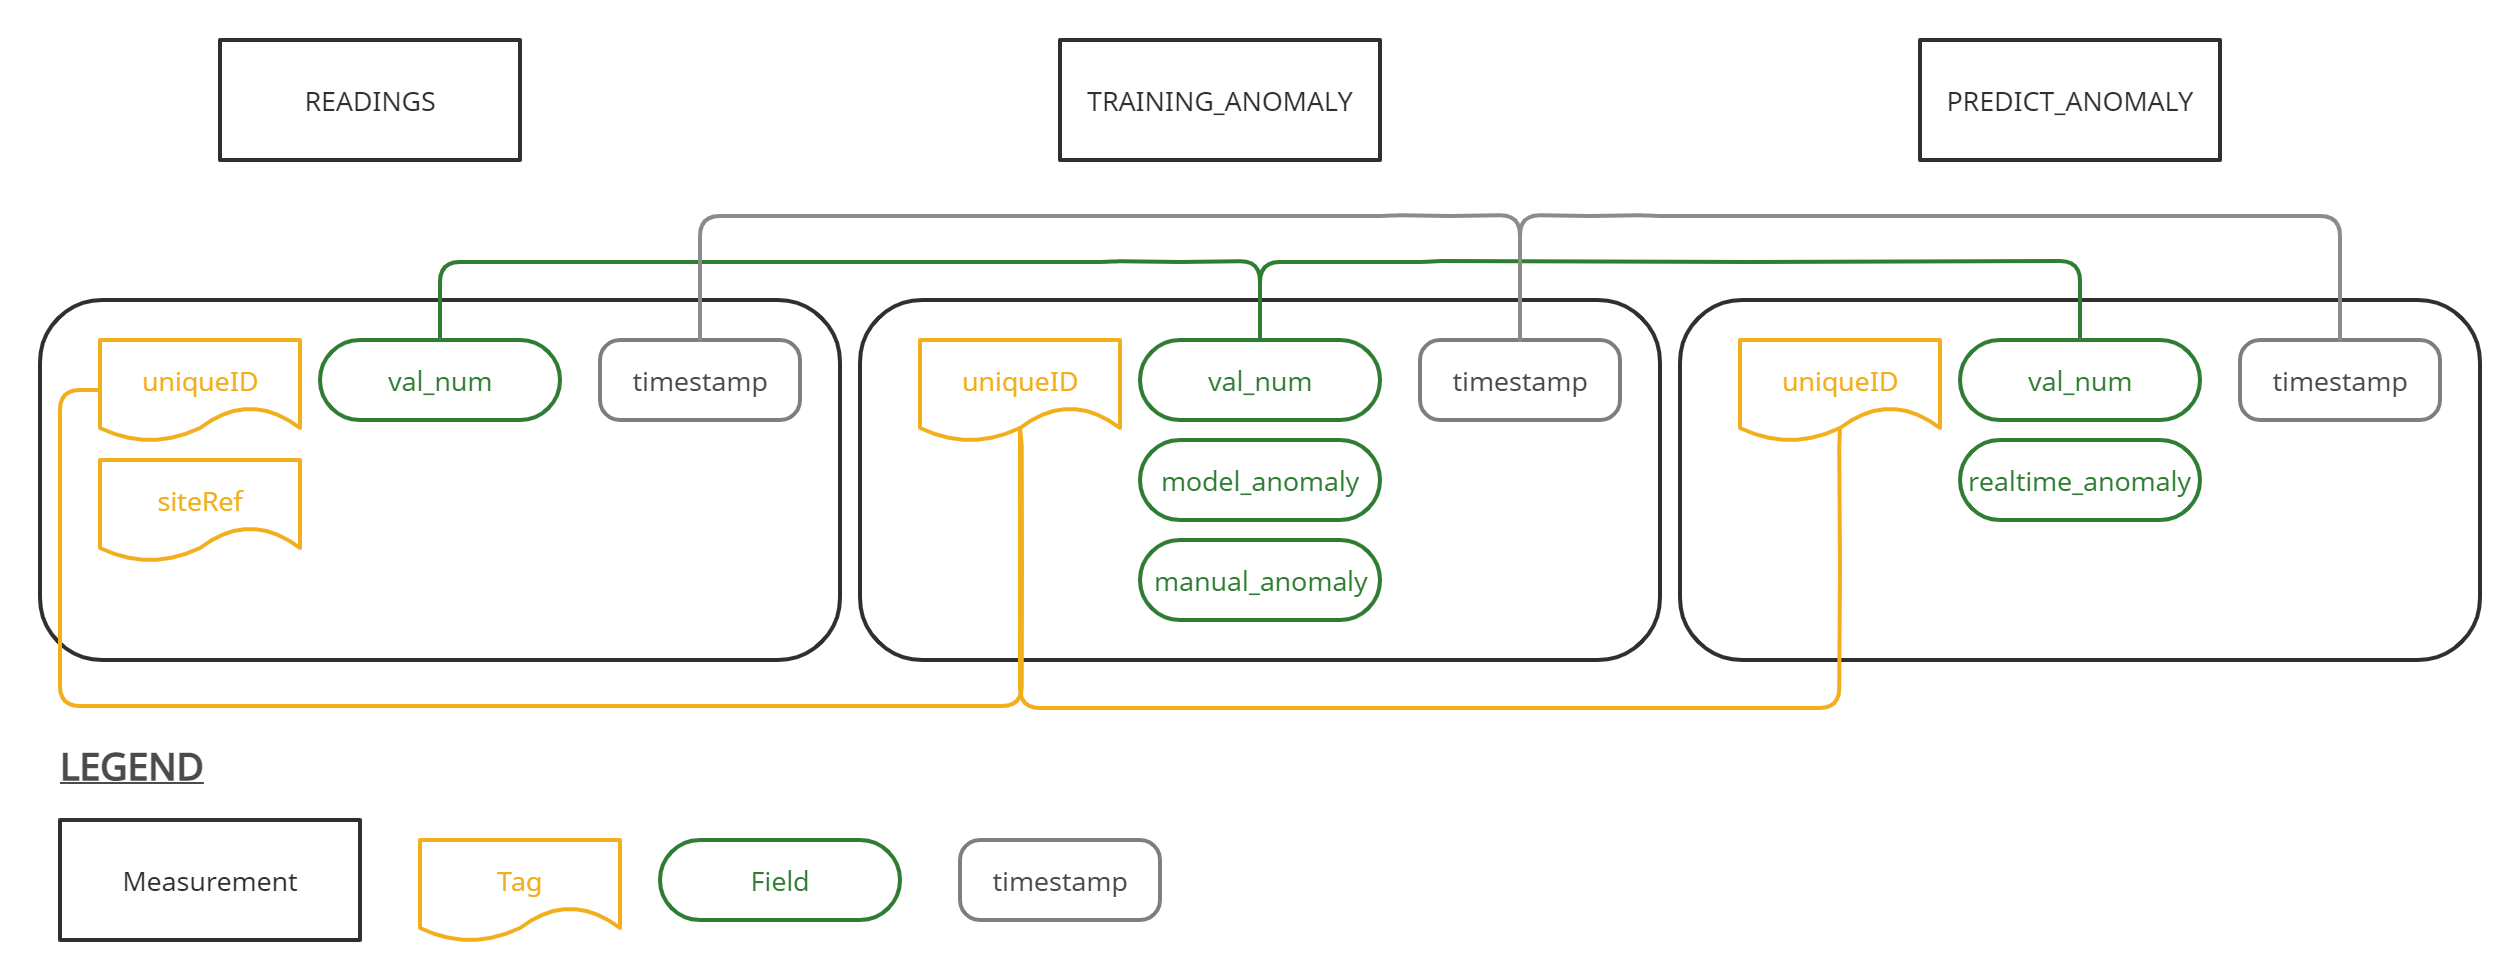 READINGS
TRAINING_ANOMALY
PREDICT_ANOMALY
uniqueID
val_num
timestamp
siteRef
uniqueID
val_num
timestamp
model_anomaly
manual_anomaly
uniqueID
val_num
timestamp
realtime_anomaly
LEGEND
Measurement
Tag
Field
timestamp